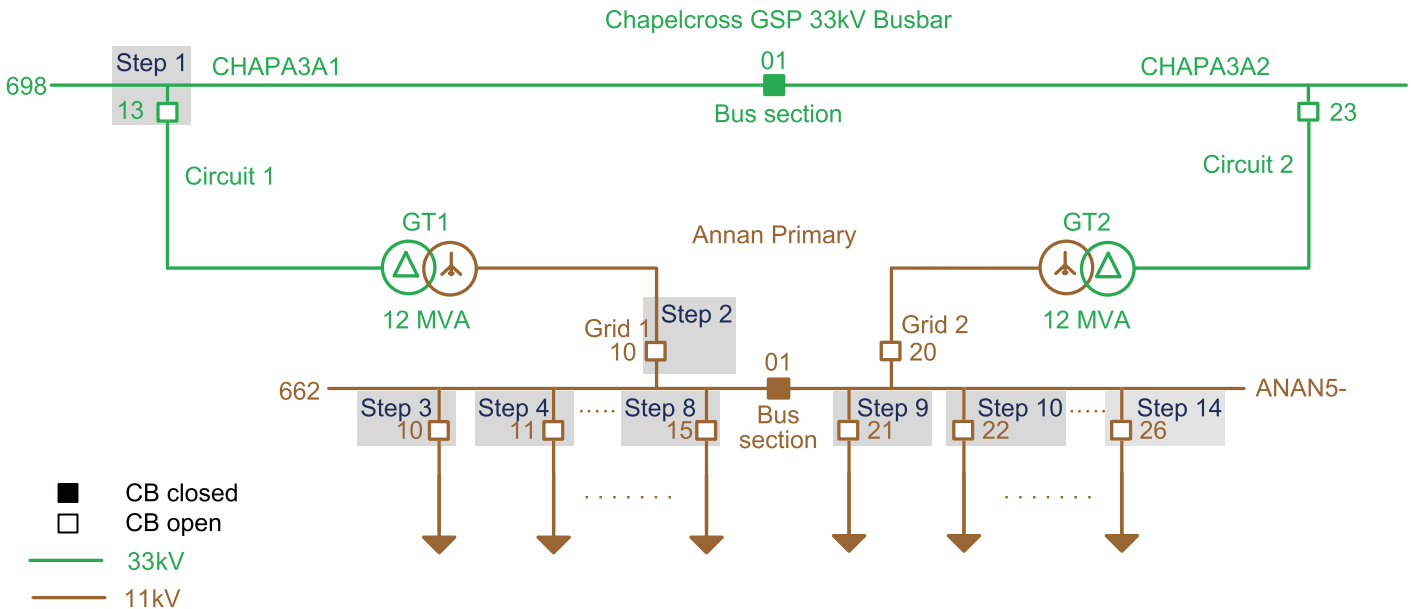 Chapelcross GSP 33kV Busbar
Step 1
CHAPA3A1
01
CHAPA3A2
698
13
Bus section
23
Circuit 1
Circuit 2
GT1
Annan Primary
GT2
12 MVA
12 MVA
Step 2
Grid 1
10
Grid 2
20
01
662
ANAN5-
Step 3
10
Step 4
11
.....
Step 8
15
Bus
section
Step 9
21
Step 10
22
.....
Step 14
26
.......
.......
CB closed
CB open
33kV
11kV